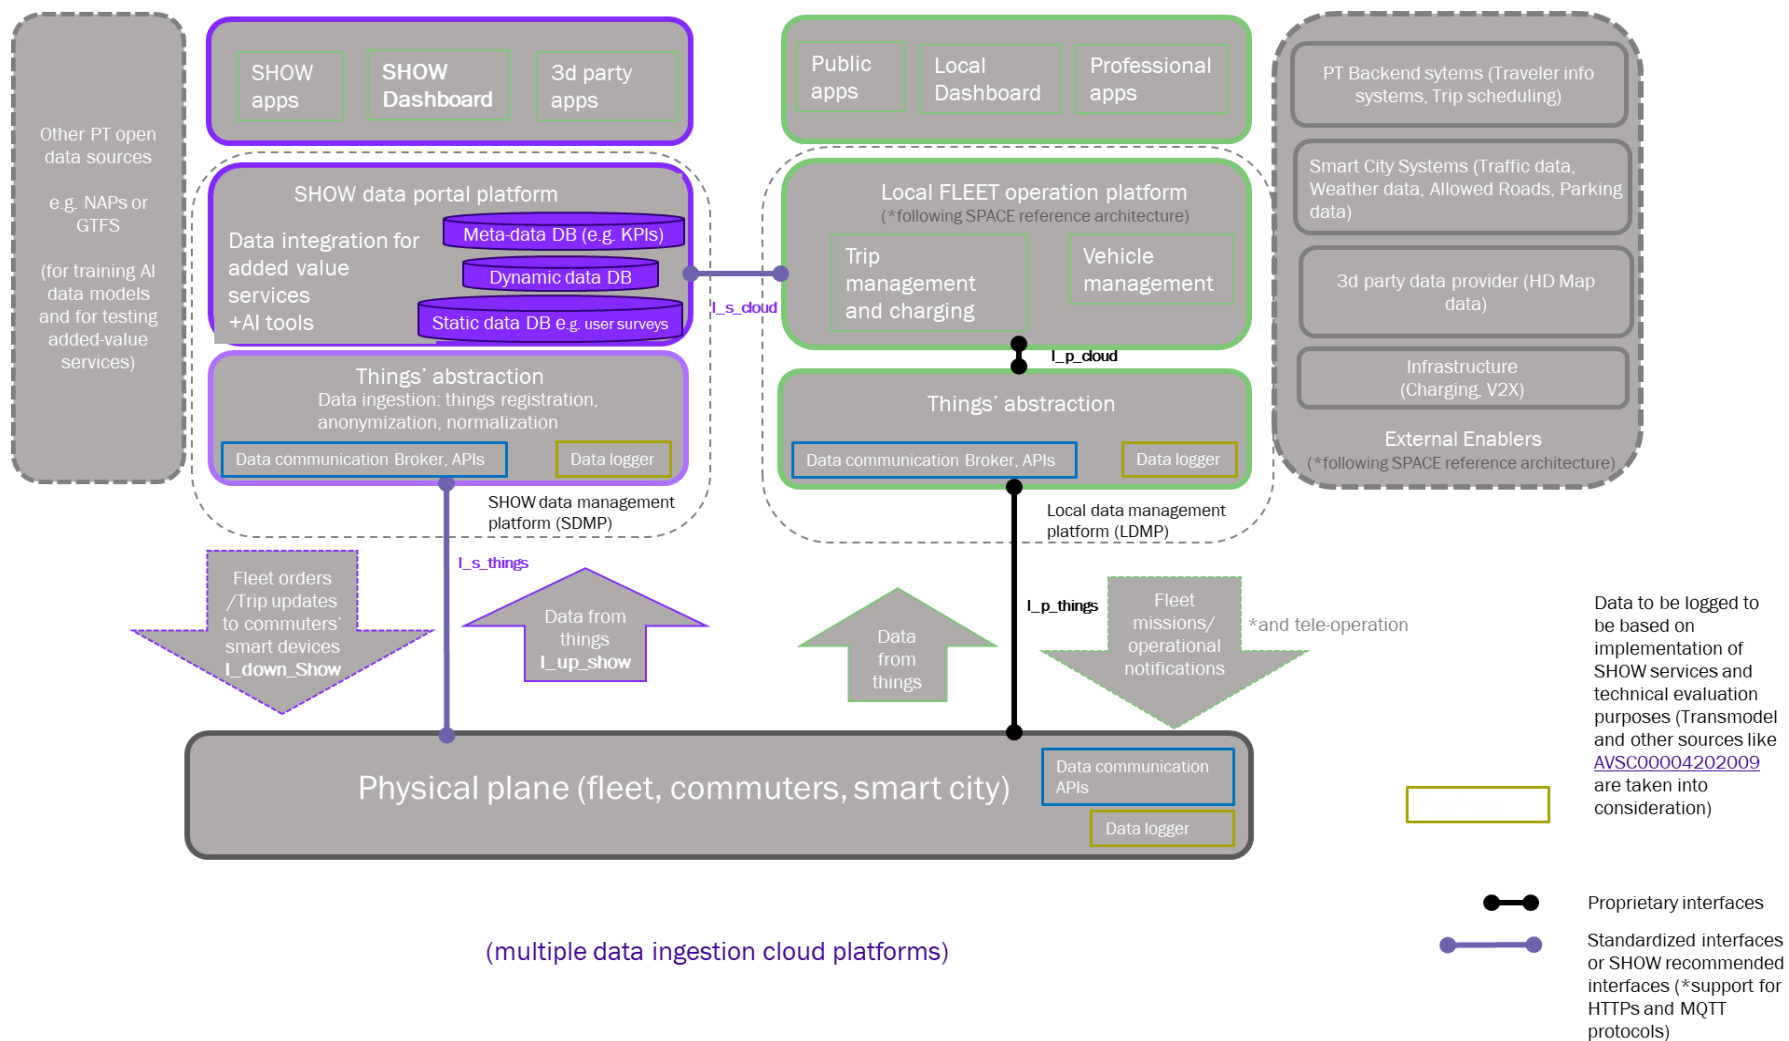 Other PT open
data sources
e.g. NAPs or
GTFS
(for training AI
data models
and for testing
added-value
services)
SHOW
apps
SHOW
Dashboard
3d party
apps
SHOW data portal platform
Data integration for
added value
services
+AI tools
Meta-data DB (e.g. KPIs)
Dynamic data DB
Static data DB e.g. user surveys
Things' abstraction
Data ingestion: things registration,
anonymization, normalization
Data communication Broker, APIs
Data logger
SHOW data management
platform (SDMP)
I_s_cloud
Public
apps
Local
Dashboard
Professional
apps
Local FLEET operation platform
(*following SPACE reference architecture)
Trip
management
and charging
Vehicle
management
I_p_cloud
Things' abstraction
Data communication Broker, APIs
Data logger
Local data management
platform (LDMP)
PT Backend sytems (Traveler info
systems, Trip scheduling)
Smart City Systems (Traffic data,
Weather data, Allowed Roads, Parking
data)
3d party data provider (HD Map
data)
Infrastructure
(Charging, V2X)
External Enablers
(*following SPACE reference architecture)
Fleet orders
/Trip updates
to commuters'
smart devices
I_down_Show
I_s_things
Data from
things
I_up_show
Data
from
things
I_p_things
Fleet
missions/
operational
notifications
*and tele-operation
Physical plane (fleet, commuters, smart city)
Data communication
APIs
Data logger
Data to be logged to
be based on
implementation of
SHOW services and
technical evaluation
purposes (Transmodel
and other sources like
AVSC00004202009
are taken into
consideration)
Proprietary interfaces
Standardized interfaces
or SHOW recommended
interfaces (*support for
HTTPs and MQTT
protocols)
(multiple data ingestion cloud platforms)